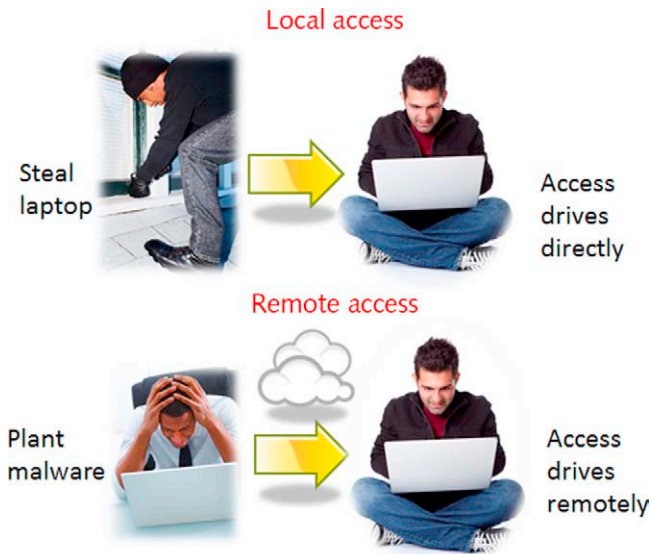 Local access
Steal
laptop
Access
drives
directly
Remote access
Plant
malware
Access
drives
remotely